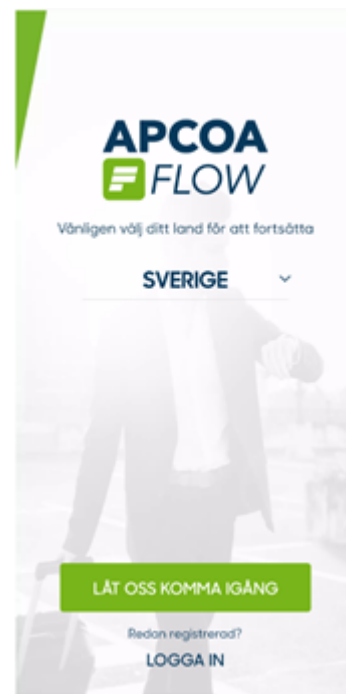 APCOA
FLOW
Vänligen välj ditt land för att fortsätta
SVERIGE
LÅT OSS KOMMA IGÅNG
Redan registrerad?
LOGGA IN